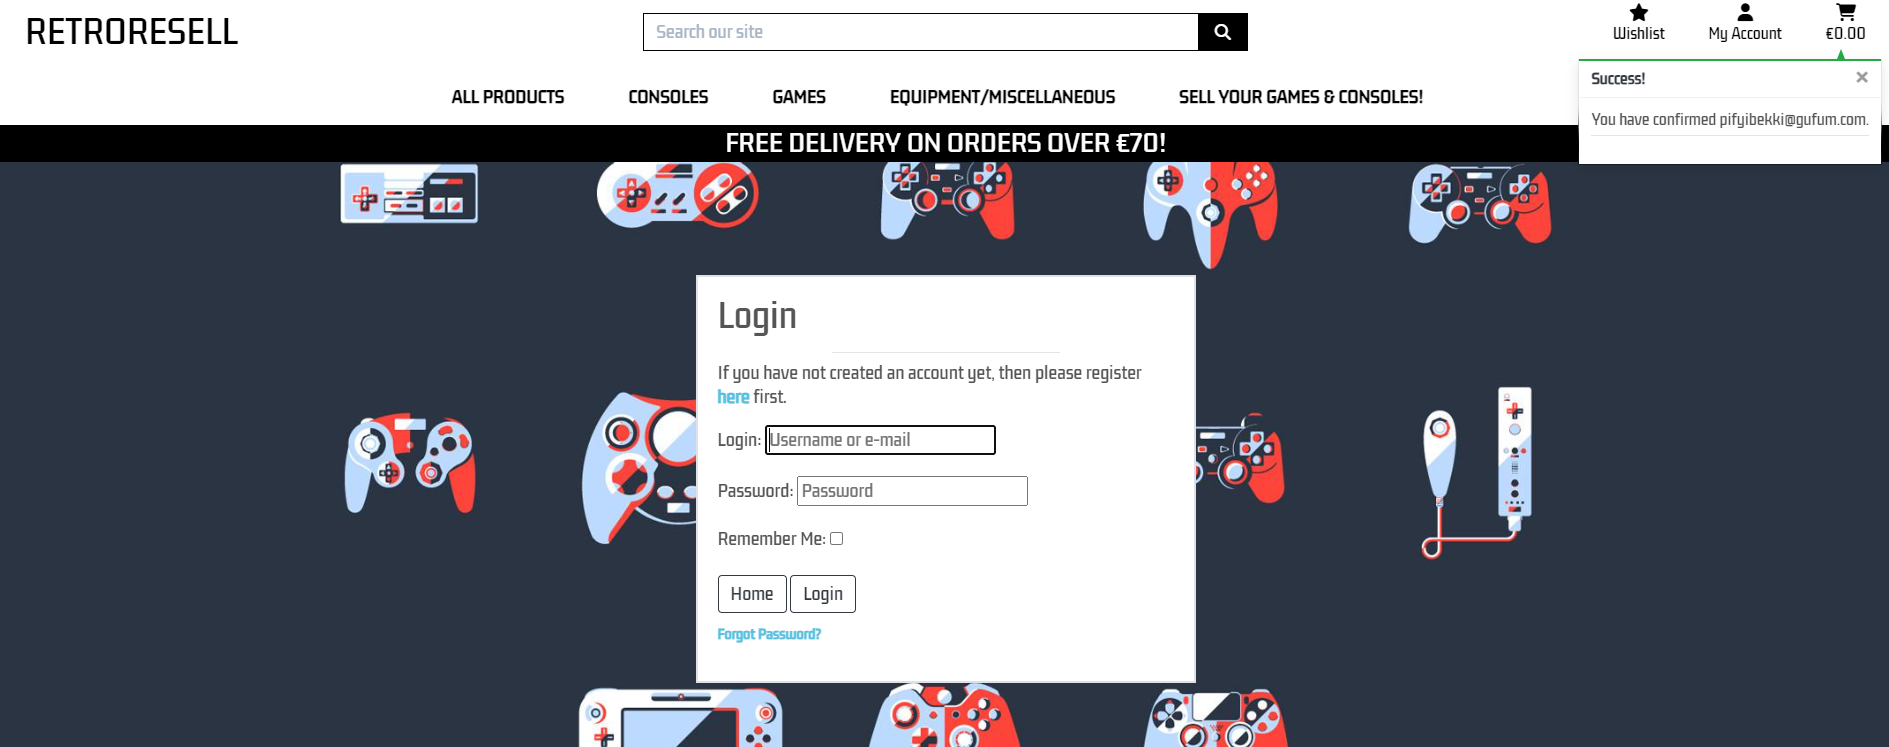 RETRORESELL
Search our site
Wishlist
My Account
€0.00
ALL PRODUCTS
CONSOLES
GAMES
EQUIPMENT/MISCELLANEOUS
SELL YOUR GAMES & CONSOLES!
Success!
×
You have confirmed pifyibekki@gufum.com.
FREE DELIVERY ON ORDERS OVER €70!
Login
If you have not created an account yet, then please register
here first.
Login: Username or e-mail
Password: Password
Remember Me:
Home
Login
Forgot Password?